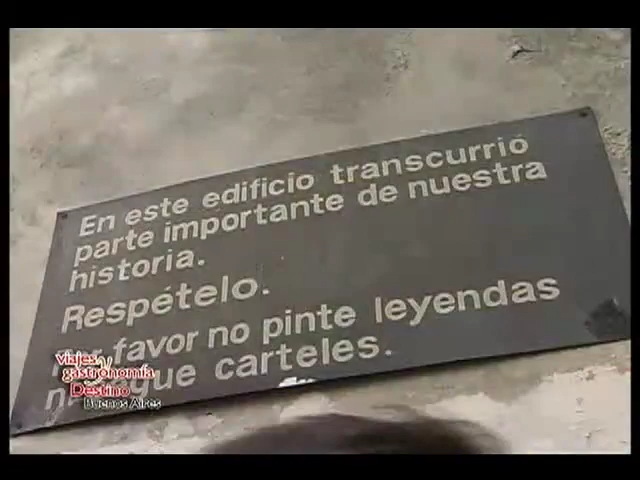 En este edificio transcurrió
parte importante de nuestra
historia.
Respételo.
favor no pinte leyendas
carteles.
Viajes y
gastronomía
Destino
Buenos Aires